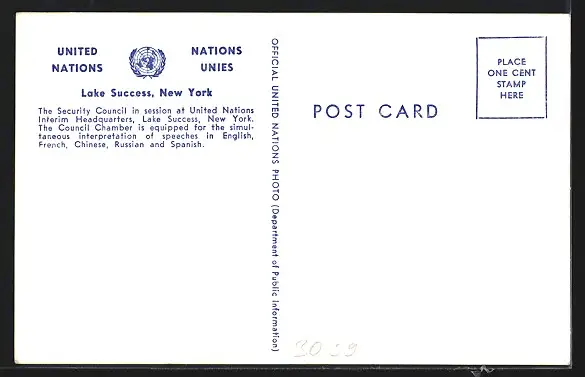 UNITED NATIONS
NATIONS UNIES
Lake Success, New York
The Security Council in session at United Nations
Interim Headquarters, Lake Success, New York.
The Council Chamber is equipped for the simul-
taneous interpretation of speeches in English,
French, Chinese, Russian and Spanish.
OFFICIAL UNITED NATIONS PHOTO (Department of Public Information)
POST CARD
PLACE
ONE CENT
STAMP
HERE